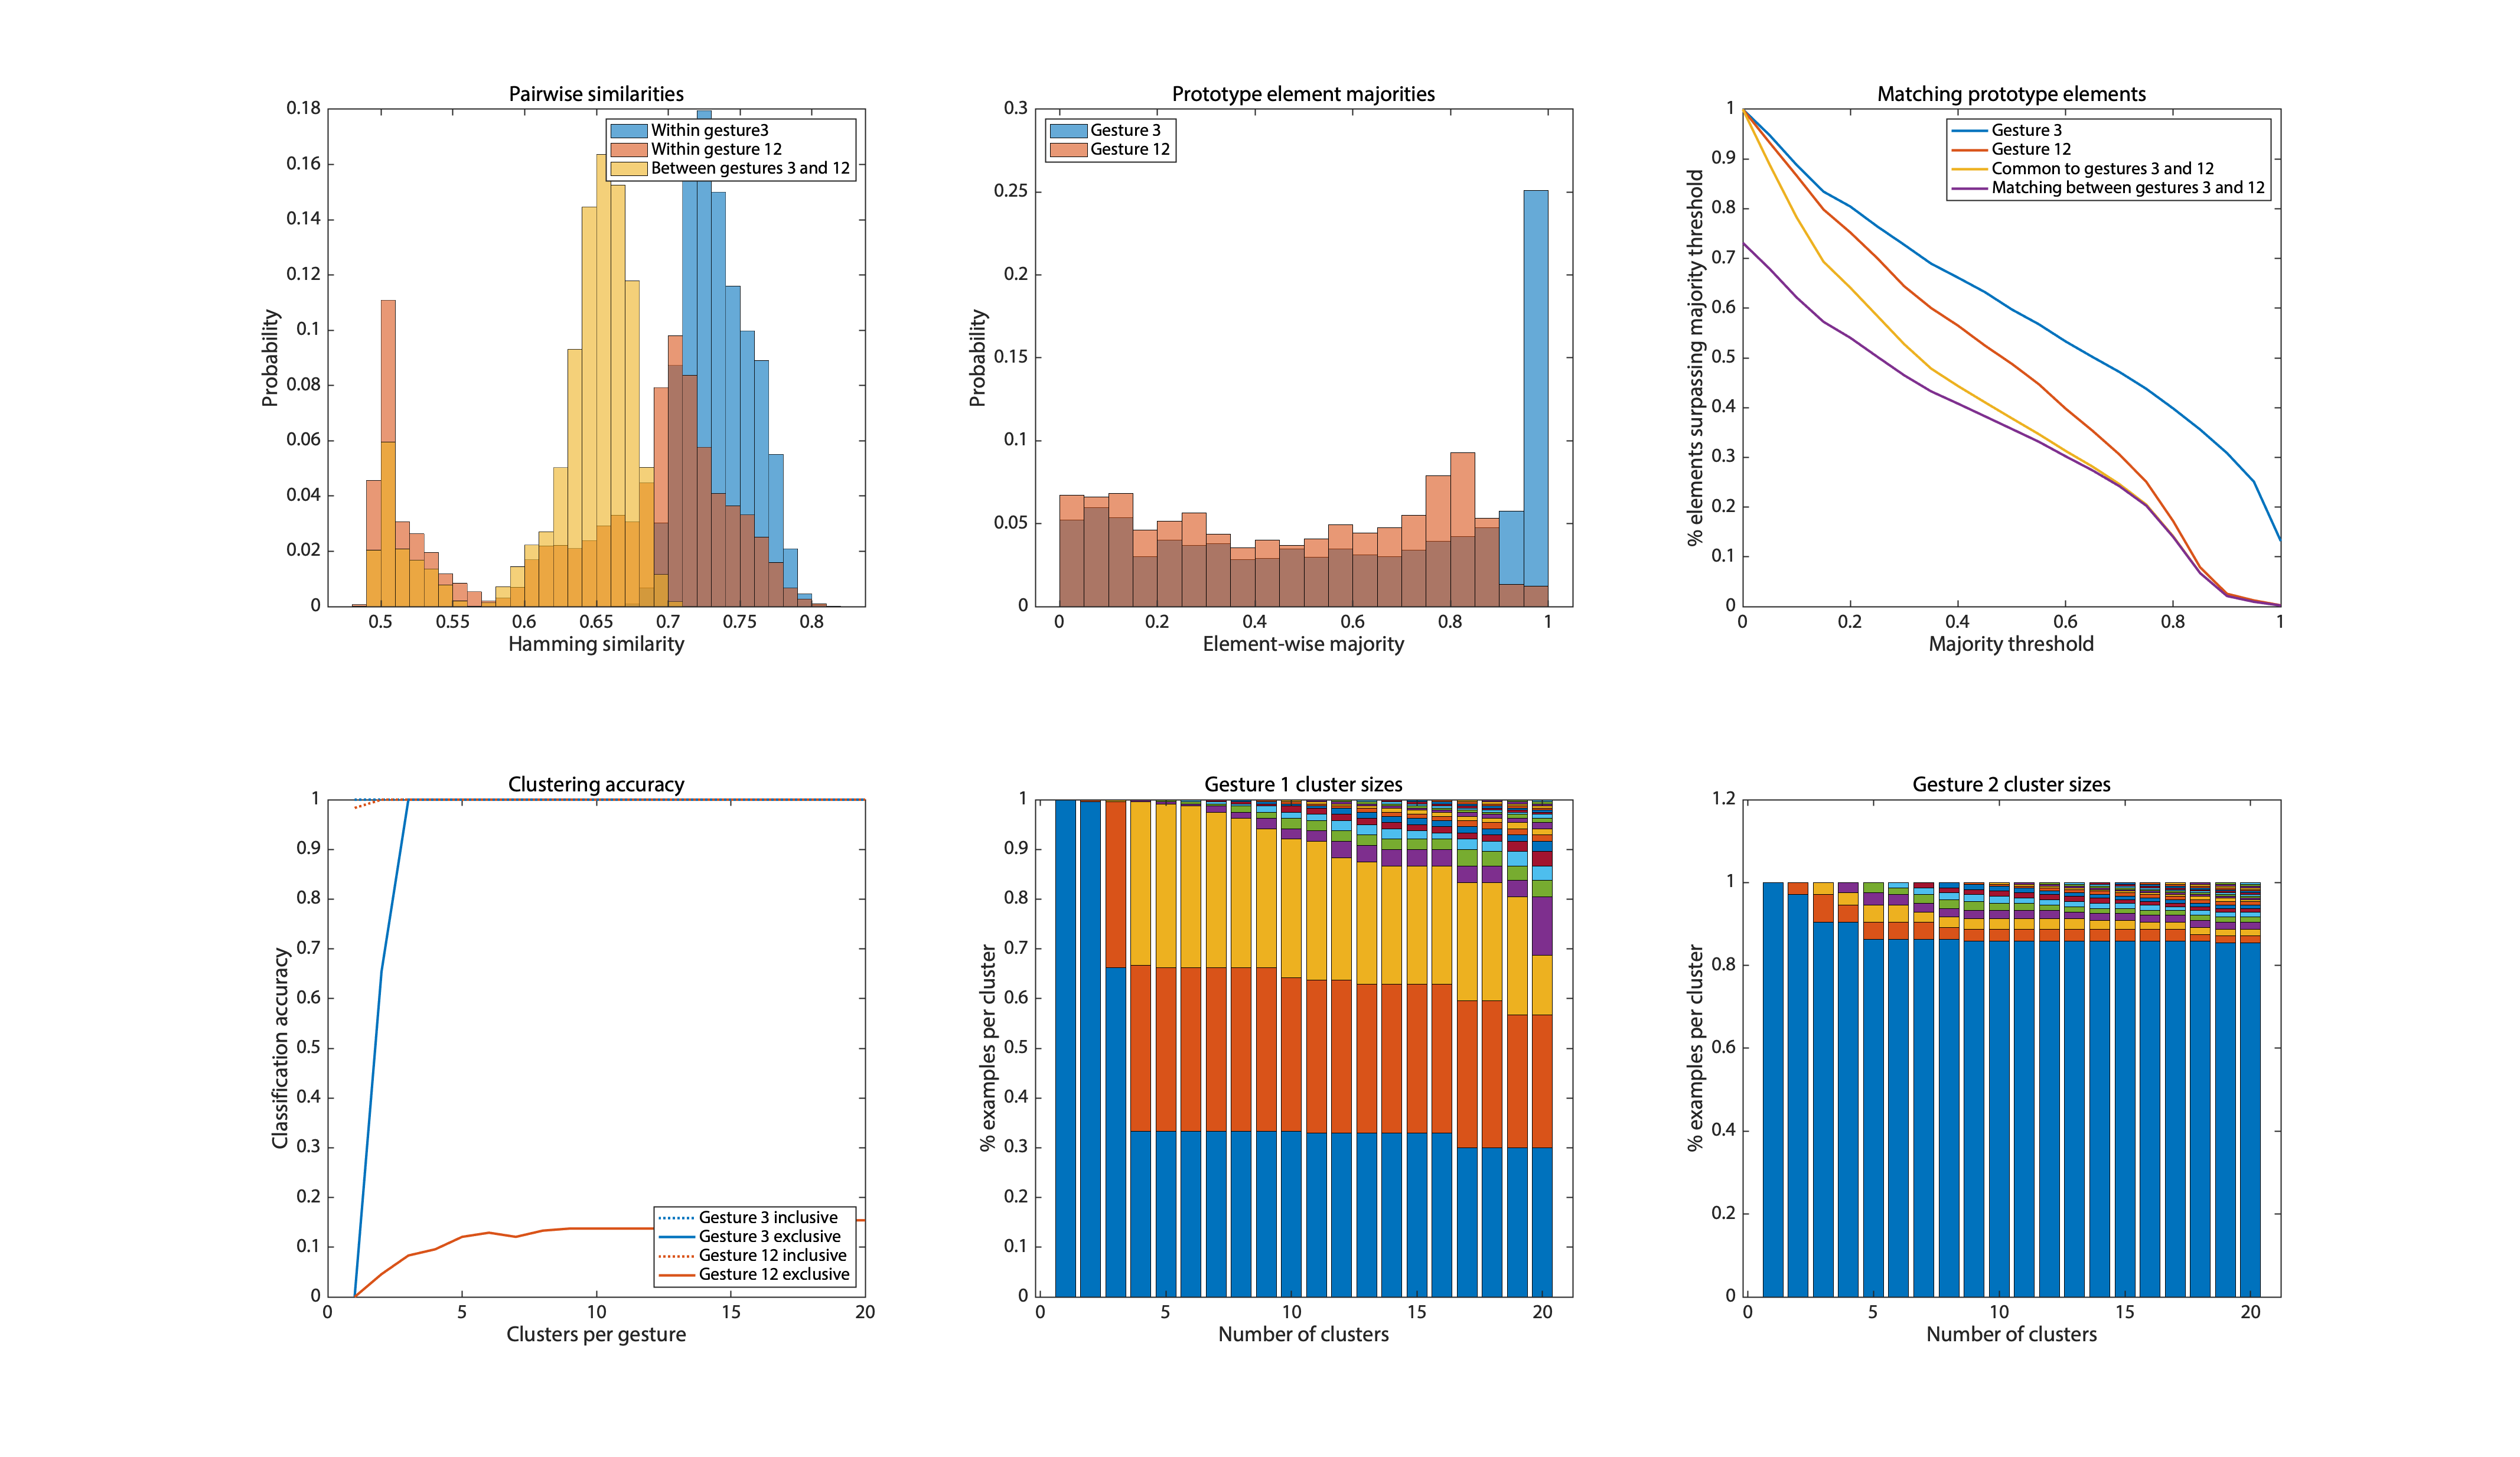 Pairwise similarities
0.18
0.16
0.14
0.12
0.1
0.08
0.06
0.04
0.02
0
Probability
Within gesture3
Within gesture 12
Between gestures 3 and 12
0.5 0.55 0.6 0.65 0.7 0.75 0.8
Hamming similarity
Prototype element majorities
0.3
0.25
0.2
0.15
0.1
0.05
0
Probability
Gesture 3
Gesture 12
0 0.2 0.4 0.6 0.8 1
Element-wise majority
Matching prototype elements
1
0.9
0.8
0.7
0.6
0.5
0.4
0.3
0.2
0.1
0
% elements surpassing majority threshold
Gesture 3
Gesture 12
Common to gestures 3 and 12
Matching between gestures 3 and 12
0 0.2 0.4 0.6 0.8 1
Majority threshold
Clustering accuracy
1
0.9
0.8
0.7
0.6
0.5
0.4
0.3
0.2
0.1
0
Classification accuracy
Gesture 3 inclusive
Gesture 3 exclusive
Gesture 12 inclusive
Gesture 12 exclusive
0 5 10 15 20
Clusters per gesture
Gesture 1 cluster sizes
1
0.9
0.8
0.7
0.6
0.5
0.4
0.3
0.2
0.1
0
% examples per cluster
0 5 10 15 20
Number of clusters
Gesture 2 cluster sizes
1.2
1
0.8
0.6
0.4
0.2
0
% examples per cluster
0 5 10 15 20
Number of clusters